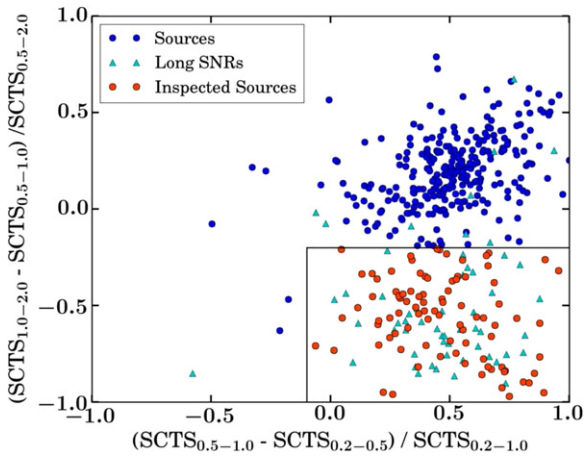 (SCTS1.0−2.0 - SCTS0.5−1.0) /SCTS0.5−2.0
1.0
0.5
0.0
−0.5
−1.0
Sources
Long SNRs
Inspected Sources
−1.0 −0.5 0.0 0.5 1.0
(SCTS0.5−1.0 - SCTS0.2−0.5) / SCTS0.2−1.0